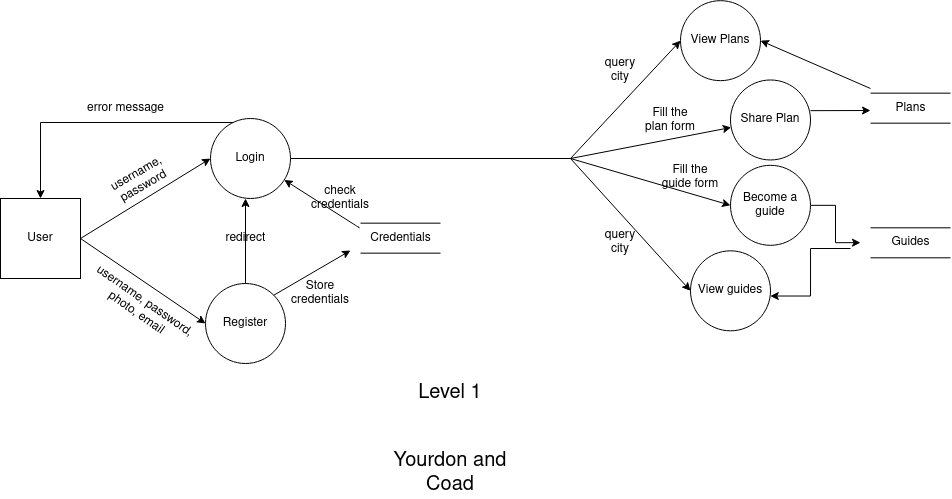 View Plans
query
city
error message
Plans
Fill the
plan form
Share Plan
Login
username,
password
Fill the
guide form
check
credentials
Become a
guide
User
redirect
Credentials
query
city
Guides
username, password,
photo, email
Store
credentials
View guides
Register
Level 1
Yourdon and
Coad